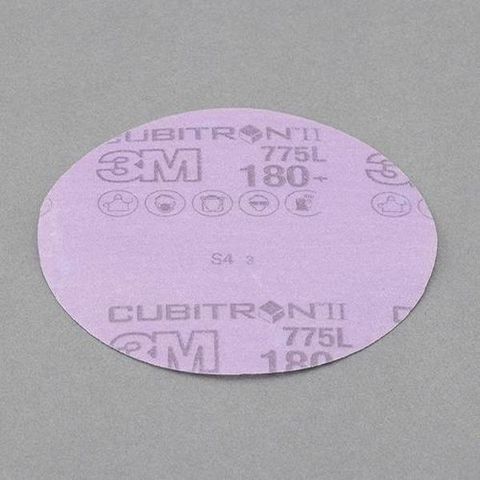 CUBITRON II
3M 775L
180+
S4 3
CUBITRON II
3M 775L
180